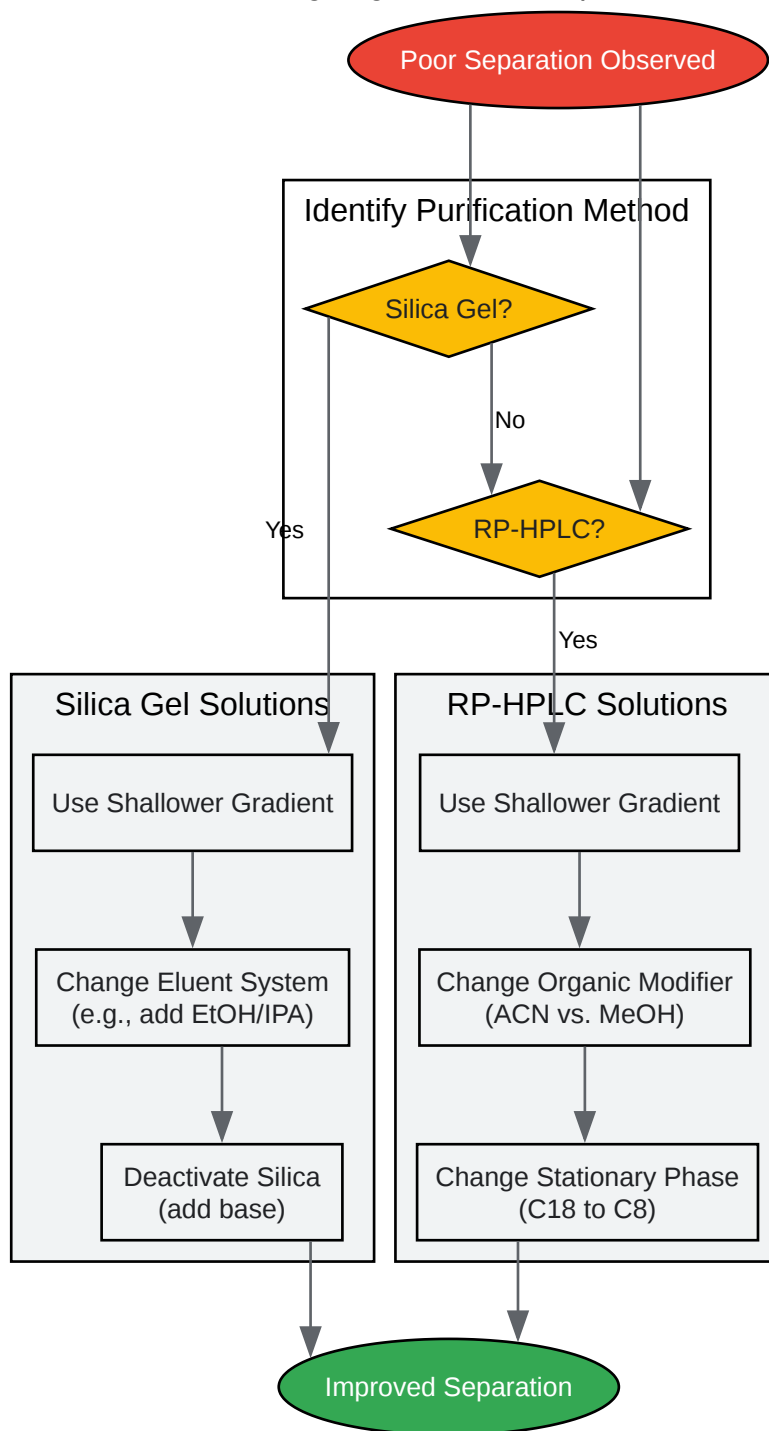 Poor Separation Observed
Identify Purification Method
Silica Gel?
No
RP-HPLC?
Yes
Yes
Silica Gel Solutions
Use Shallower Gradient
Change Eluent System
(e.g., add EtOH/IPA)
Deactivate Silica
(add base)
RP-HPLC Solutions
Use Shallower Gradient
Change Organic Modifier
(ACN vs. MeOH)
Change Stationary Phase
(C18 to C8)
Improved Separation